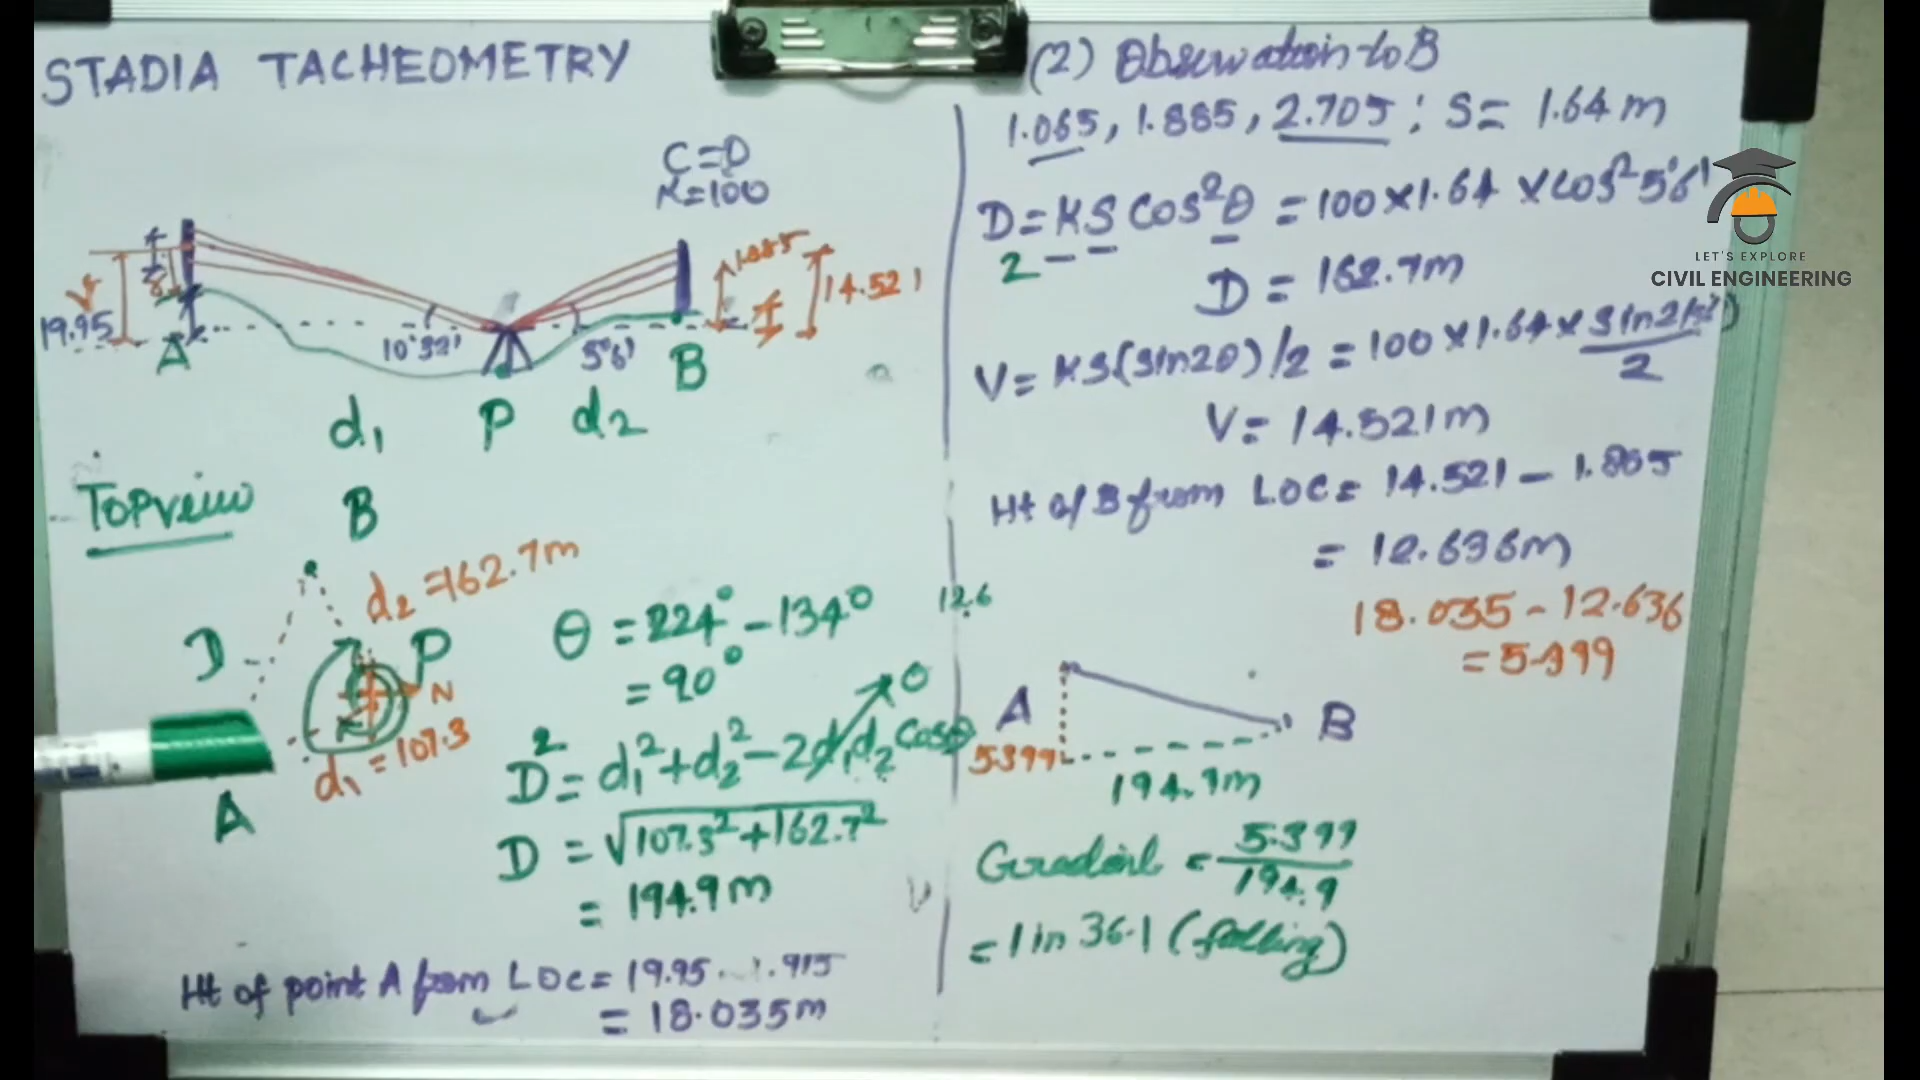 STADIA TACHEOMETRY
C=0
K=100
1.885
14.521
V
19.95
A
10°32'
5°6'
B
d1 P d2
Topview
B
d2 =162.7m
D
P
N
d1 = 107.3
A
θ = 224° - 134°
= 90°
0
D² = d1² + d2² - 2d1d2 Cosθ
D = √107.3² + 162.7²
= 194.9m
Ht of point A from LOC = 19.95 - 1.915
= 18.035m
(2) Observation to B
1.065, 1.885, 2.705 ; S = 1.64 m
D2 = KS Cos²θ = 100 × 1.64 × Cos² 5°6'
D = 162.7m
V = KS(Sin2θ)/2 = 100 × 1.64 ×
2
V = 14.521m
Ht of B from LOC = 14.521 - 1.885
= 12.636m
12.6
18.035 - 12.636
= 5.399
A
B
5.399
194.9m
Gradient = 5.399
194.9
= 1 in 36.1 (falling)
LET'S EXPLORE
CIVIL ENGINEERING